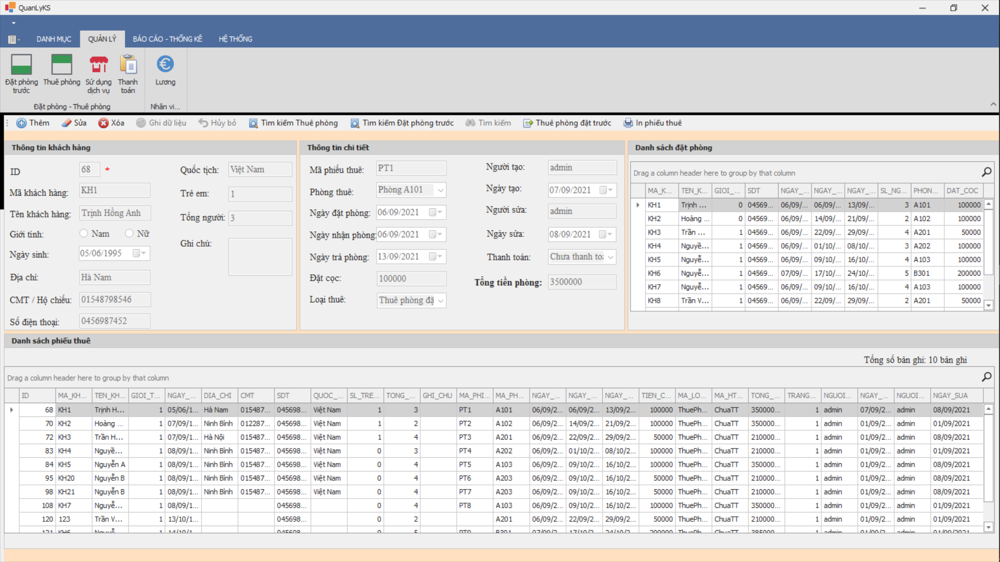 QuanLyKS
DANH MỤC QUẢN LÝ BÁO CÁO - THỐNG KÊ HỆ THỐNG
Đặt phòng trước Thuê phòng Sử dụng dịch vụ Thanh toán Lương
Đặt phòng - Thuê phòng Nhân vi...
Thêm Sửa Xóa Ghi dữ liệu Hủy bỏ Tìm kiếm Thuê phòng Tìm kiếm Đặt phòng trước Tìm kiếm Thuê phòng đặt trước In phiếu thuê
Thông tin khách hàng
ID 68 *
Mã khách hàng: KH1
Tên khách hàng: Trịnh Hồng Anh
Giới tính: Nam Nữ
Ngày sinh: 05/06/1995
Địa chỉ: Hà Nam
CMT / Hộ chiếu: 01548798546
Số điện thoại: 0456987452
Quốc tịch: Việt Nam
Trẻ em: 1
Tổng người: 3
Ghi chú:
Thông tin chi tiết
Mã phiếu thuê: PT1
Phòng thuê: Phòng A101
Ngày đặt phòng: 06/09/2021
Ngày nhận phòng: 06/09/2021
Ngày trả phòng: 13/09/2021
Đặt cọc: 100000
Loại thuê: Thuê phòng đặ
Người tạo: admin
Ngày tạo: 07/09/2021
Người sửa: admin
Ngày sửa: 08/09/2021
Thanh toán: Chưa thanh toá
Tổng tiền phòng: 3500000
Danh sách đặt phòng
Drag a column header here to group by that column
MA_K... TEN_K... GIOI_... SDT NGAY_... NGAY_... NGAY_... SL_NG... PHON... DAT_COC
KH1 Trịnh ... 0 04569... 06/09/... 06/09/... 13/09/... 3 A101 100000
KH2 Hoàng ... 0 04569... 06/09/... 14/09/... 21/09/... 2 A102 100000
KH3 Trần ... 1 04569... 06/09/... 22/09/... 29/09/... 4 A201 50000
KH4 Nguyễ... 1 04569... 06/09/... 01/10/... 08/10/... 3 A202 100000
KH5 Nguyễ... 1 04569... 06/09/... 09/10/... 16/10/... 4 A103 100000
KH6 Nguyễ... 1 04569... 07/09/... 17/10/... 24/10/... 5 B301 200000
KH7 Nguyễ... 1 04569... 06/09/... 09/10/... 16/10/... 4 A103 100000
KH8 Trần V... 1 04569... 06/09/... 22/09/... 29/09/... 2 A201 50000
Danh sách phiếu thuê
Tổng số bản ghi: 10 bản ghi
Drag a column header here to group by that column
ID MA_KH... TEN_KH... GIOI_T... NGAY_... DIA_CHI CMT SDT QUOC_... SL_TRE... TONG_... GHI_CHU MA_PHI... MA_PH... NGAY_... NGAY_... NGAY_... TIEN_C... MA_LO... MA_HT... TONG_... TRANG... NGUOI... NGAY_... NGUOI... NGAY_SUA
68 KH1 Trịnh H... 1 05/06/1... Hà Nam 015487... 045698... Việt Nam 1 3 PT1 A101 06/09/2... 06/09/2... 13/09/2... 100000 ThuePh... ChuaTT 350000... 1 admin 07/09/2... admin 08/09/2021
70 KH2 Hoàng ... 1 07/09/1... Ninh Bình 012287... 045698... Việt Nam 1 2 PT2 A102 06/09/2... 14/09/2... 21/09/2... 100000 ThuePh... ChuaTT 350000... 1 admin 01/09/2... admin 01/09/2021
72 KH3 Trần H... 1 07/09/1... Hà Nội 015487... 045698... Việt Nam 1 4 PT3 A201 06/09/2... 22/09/2... 29/09/2... 50000 ThuePh... ChuaTT 210000... 1 admin 01/09/2... admin 08/09/2021
83 KH4 Nguyễ... 1 08/09/1... Ninh Bình 015487... 045698... Việt Nam 0 3 PT4 A202 06/09/2... 01/10/2... 08/10/2... 100000 ThuePh... ChuaTT 210000... 1 admin 01/09/2... admin 01/09/2021
84 KH5 Nguyễn A 1 08/09/1... Ninh Bình 015487... 045698... Việt Nam 0 4 PT5 A103 06/09/2... 09/10/2... 16/10/2... 100000 ThuePh... ChuaTT 350000... 1 admin 01/09/2... admin 08/09/2021
95 KH20 Nguyễn B 1 08/09/1... Ninh Bình 015487... 045698... Việt Nam 0 4 PT6 A203 06/09/2... 09/10/2... 16/10/2... 50000 ThuePh... ChuaTT 210000... 1 admin 01/09/2... admin 08/09/2021
98 KH21 Nguyễn B 1 08/09/1... Ninh Bình 015487... 045698... Việt Nam 0 4 PT7 A203 06/09/2... 09/10/2... 16/10/2... 50000 ThuePh... ChuaTT 210000... 1 admin 01/09/2... admin 08/09/2021
108 KH7 Nguyễ... 1 08/09/1... 045698... 0 4 PT8 A103 06/09/2... 09/10/2... 16/10/2... 100000 ThuePh... ChuaTT 350000... 1 admin 01/09/2... admin 01/09/2021
120 123 Trần V... 1 13/10/1... 045698... 0 2 A201 06/09/2... 22/09/2... 29/09/2... 50000 ThuePh... ChuaTT 210000... 1 admin 01/09/2... admin 01/09/2021
121 KH6 Nguyễ... 1 14/10/1... 045698... 0 5 PT9 B301 07/09/2... 17/10/2... 24/10/2... 200000 ThuePh... ChuaTT 385000... 1 admin 01/09/2... admin 01/09/2021